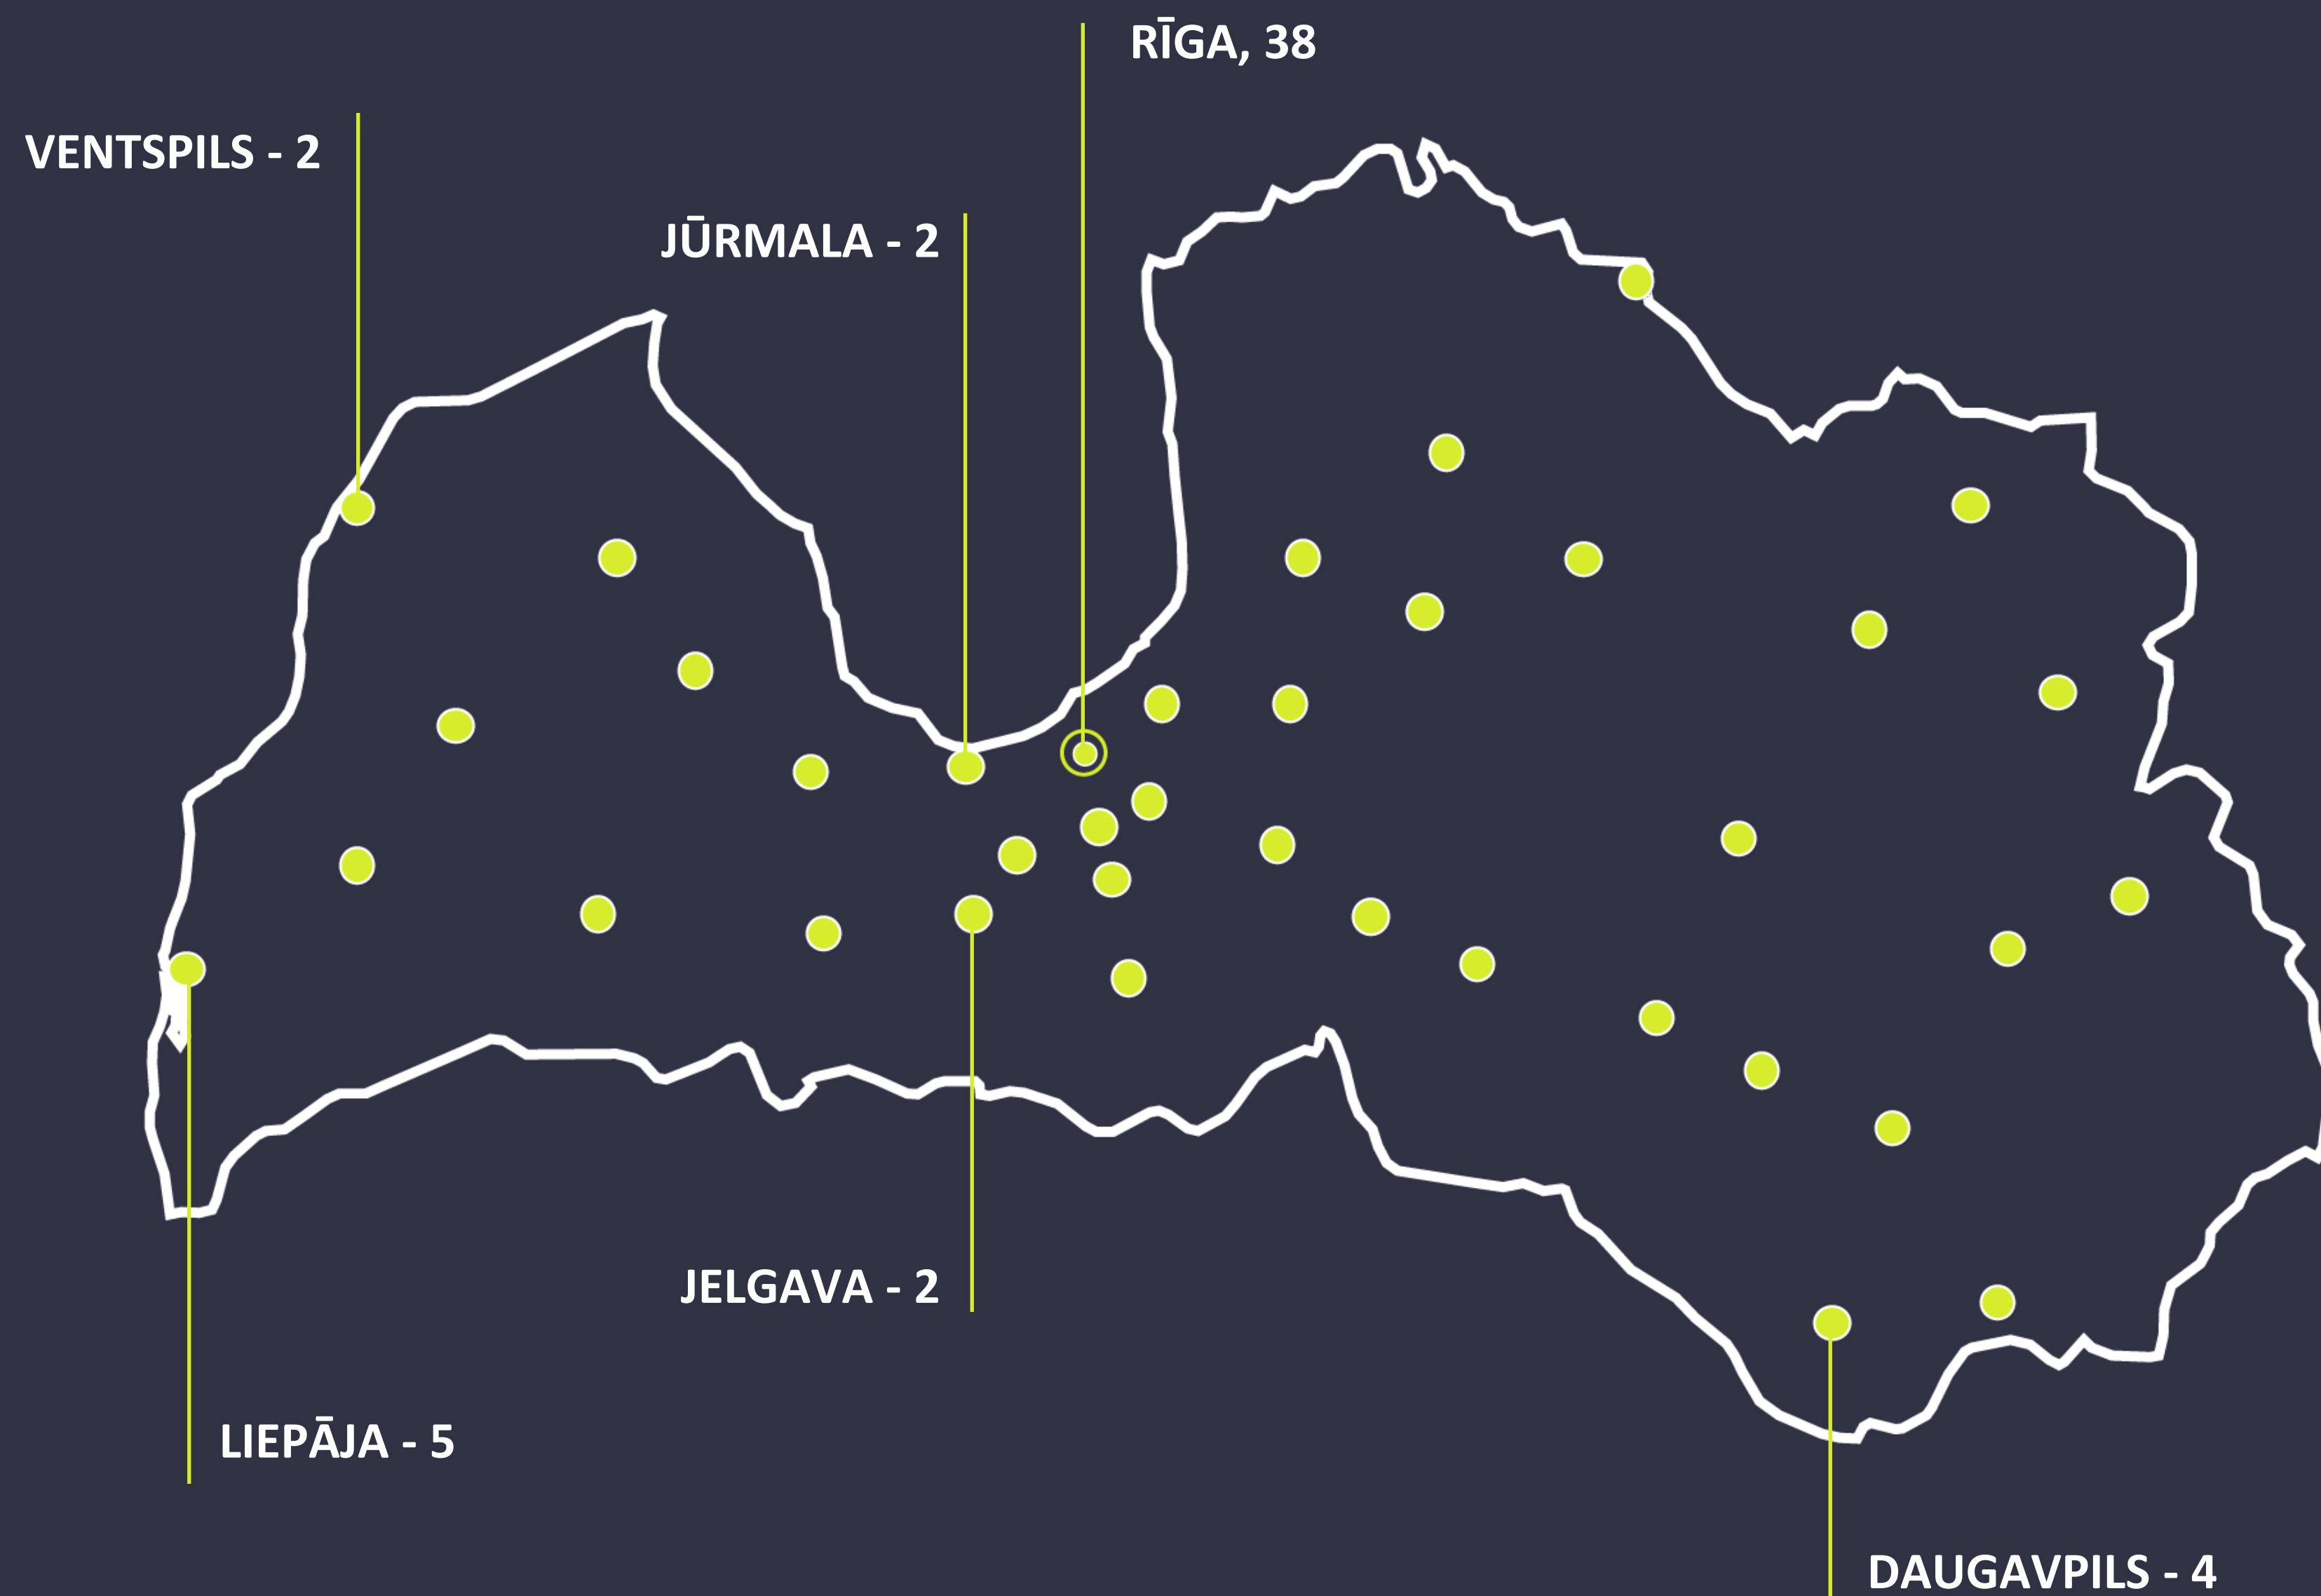 RĪGA, 38
VENTSPILS - 2
JŪRMALA - 2
JELGAVA - 2
LIEPĀJA - 5
DAUGAVPILS - 4